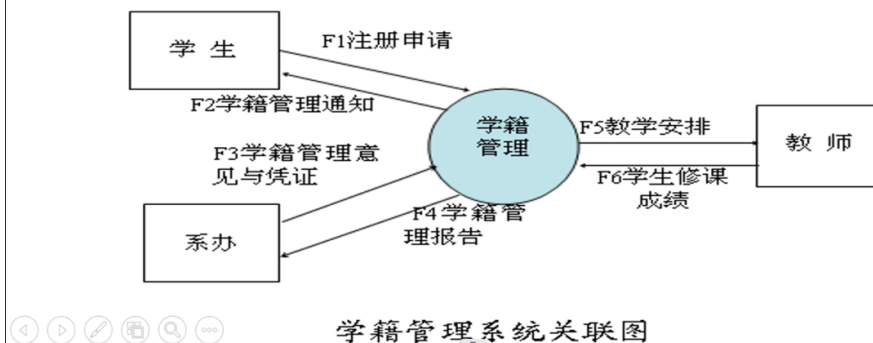 学 生
F1注册申请
F2学籍管理通知
学籍
管理
F3学籍管理意
见与凭证
F5教学安排
教 师
F6学生修课
成绩
F4学籍管
理报告
系办
学籍管理系统关联图